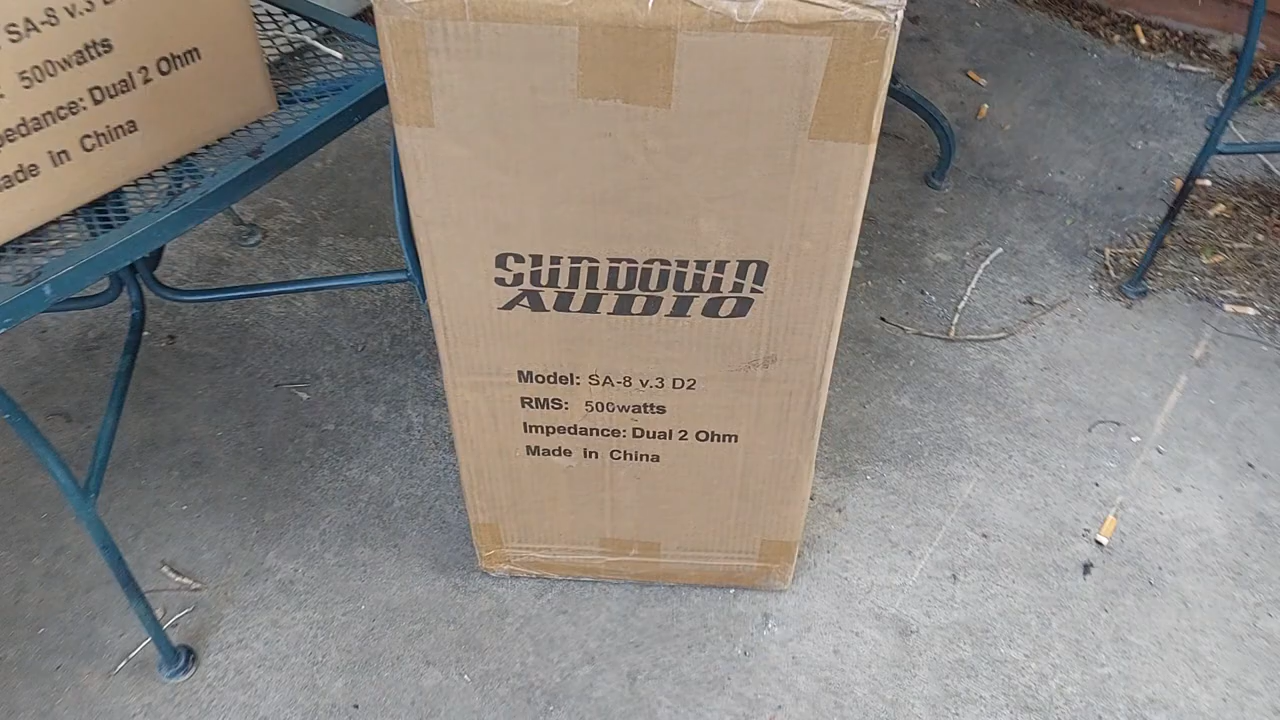 SA-8 v.3
500watts
pedance: Dual 2 Ohm
ade in China
SUNDOWN
AUDIO
Model: SA-8 v.3 D2
RMS: 500watts
Impedance: Dual 2 Ohm
Made in China